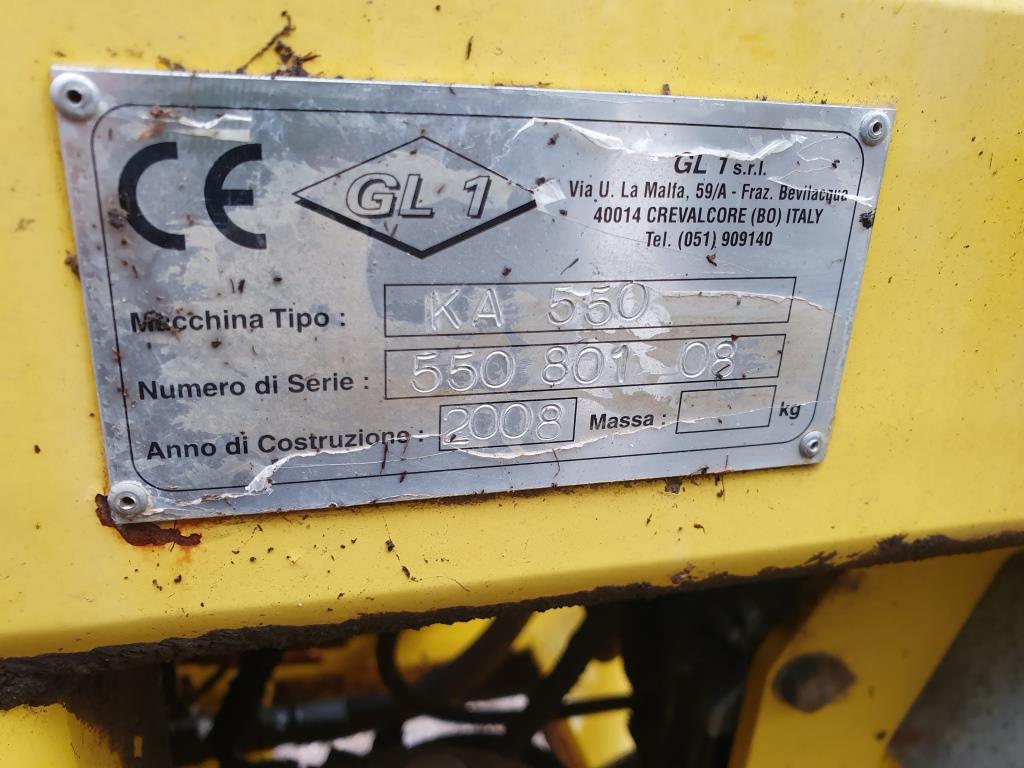 CE
GL 1
GL 1 s.r.l.
Via U. La Malfa, 59/A - Fraz. Bevilacqua
40014 CREVALCORE (BO) ITALY
Tel. (051) 909140
Macchina Tipo : KA 550
Numero di Serie : 550 801 08
Anno di Costruzione : 2008 Massa : kg